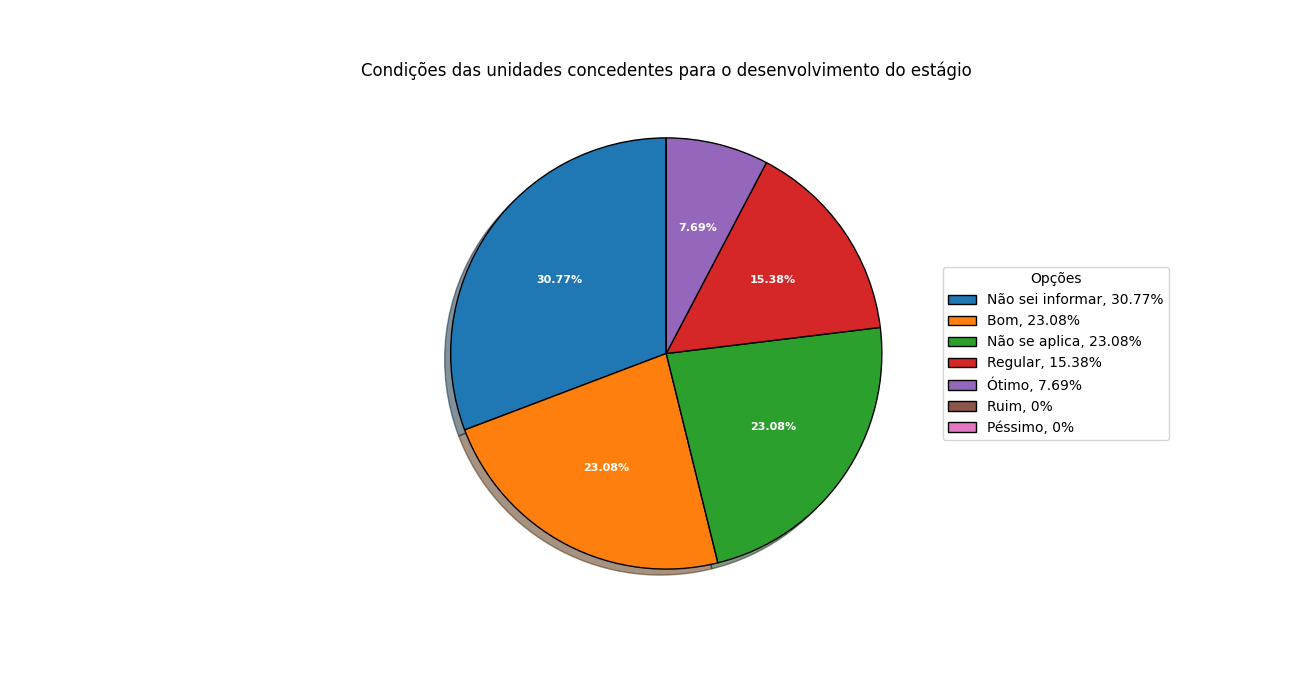 Condições das unidades concedentes para o desenvolvimento do estágio
7.69%
30.77%
15.38%
23.08%
23.08%
Opções
Não sei informar, 30.77%
Bom, 23.08%
Não se aplica, 23.08%
Regular, 15.38%
Ótimo, 7.69%
Ruim, 0%
Péssimo, 0%